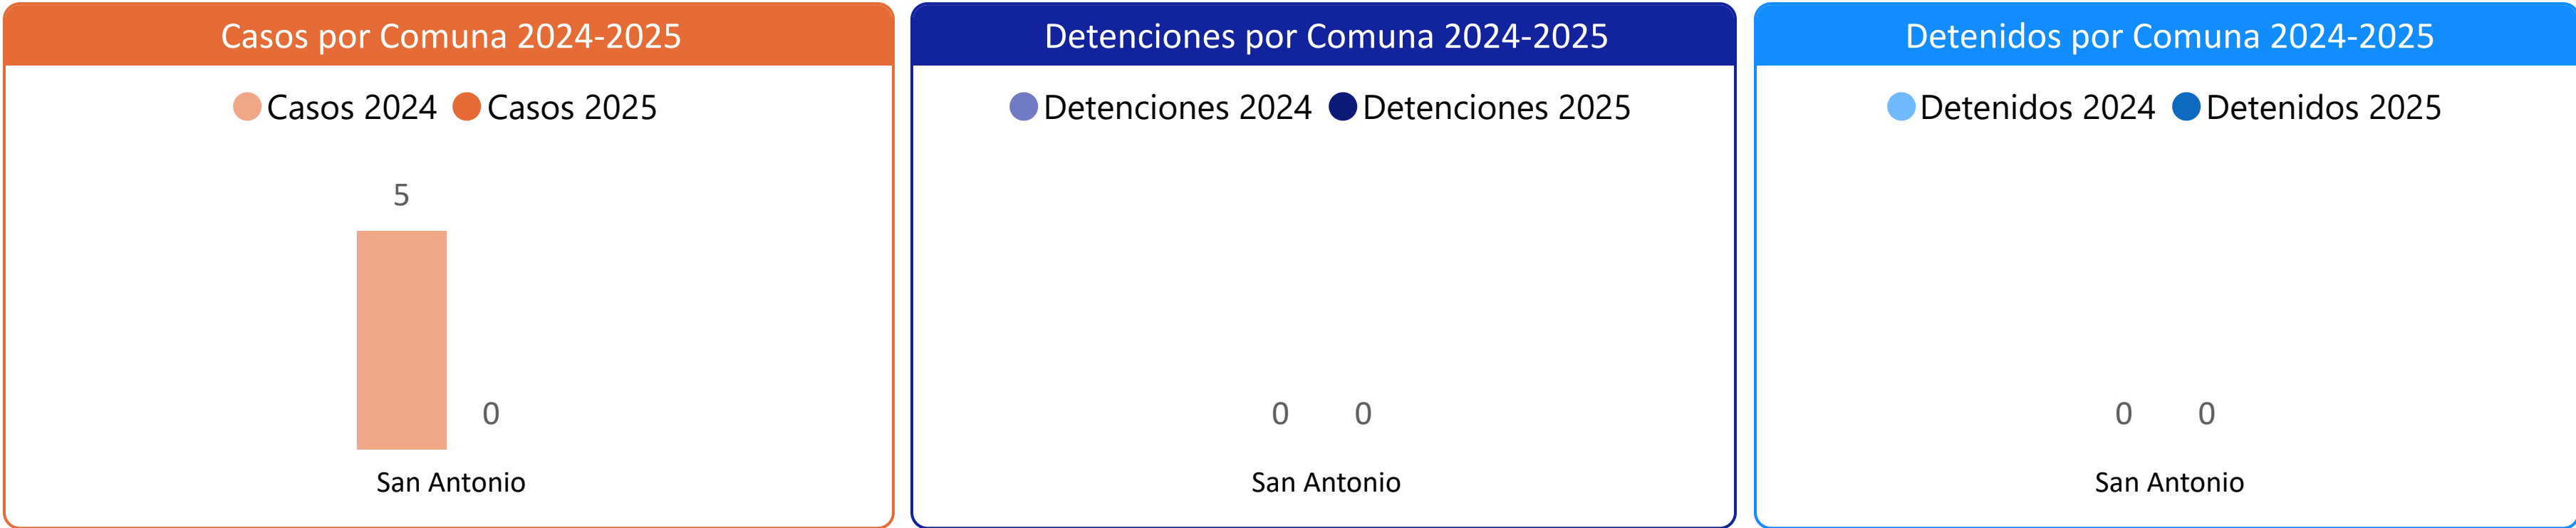 Casos por Comuna 2024-2025
Casos 2024 Casos 2025
5
0
San Antonio
Detenciones por Comuna 2024-2025
Detenciones 2024 Detenciones 2025
0 0
San Antonio
Detenidos por Comuna 2024-2025
Detenidos 2024 Detenidos 2025
0 0
San Antonio